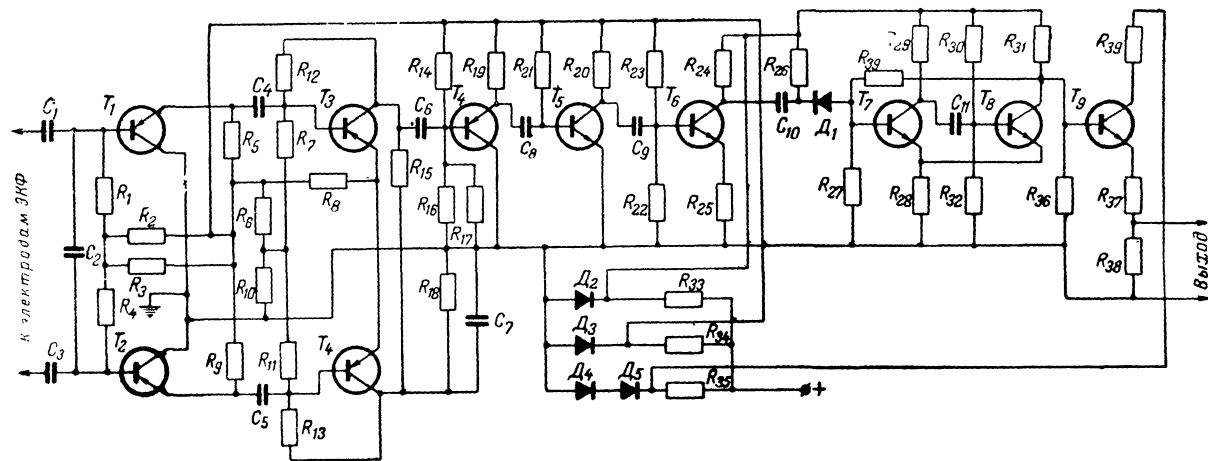 К электродам ЭКФ
C1
T1
R1
C2
R2
R3
R4
C3
T2
C4
R5
R6
R7
R8
R9
R10
R11
C5
R12
R13
T3
T4
R14
C6
R15
R16
R17
R18
C7
T4
R19
C8
R21
T5
R20
C9
R23
R22
T6
R24
R25
R26
C10
Д1
R39
T7
R27
R28
R30
C11
R32
T8
R31
R36
T9
R39
R37
R38
Выход
Д2
R33
Д3
R34
Д4
Д5
R35
+